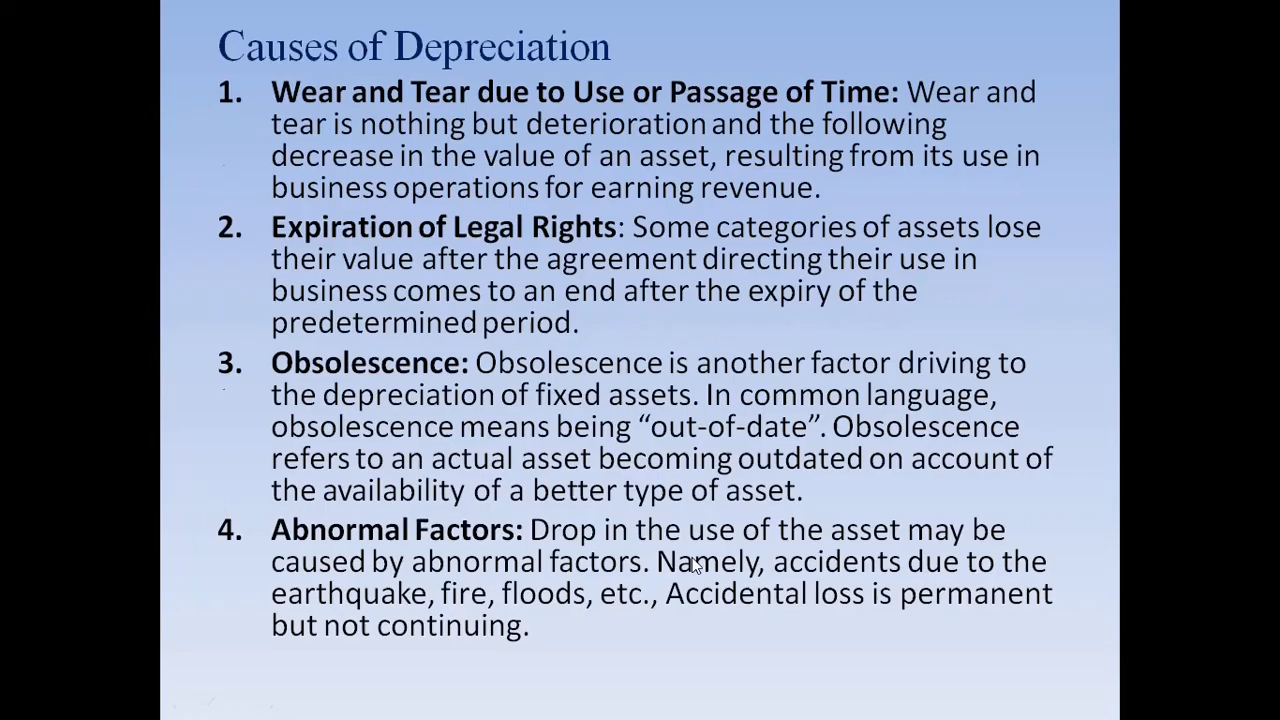 Causes of Depreciation
1. Wear and Tear due to Use or Passage of Time: Wear and
tear is nothing but deterioration and the following
decrease in the value of an asset, resulting from its use in
business operations for earning revenue.
2. Expiration of Legal Rights: Some categories of assets lose
their value after the agreement directing their use in
business comes to an end after the expiry of the
predetermined period.
3. Obsolescence: Obsolescence is another factor driving to
the depreciation of fixed assets. In common language,
obsolescence means being “out-of-date”. Obsolescence
refers to an actual asset becoming outdated on account of
the availability of a better type of asset.
4. Abnormal Factors: Drop in the use of the asset may be
caused by abnormal factors. Namely, accidents due to the
earthquake, fire, floods, etc., Accidental loss is permanent
but not continuing.